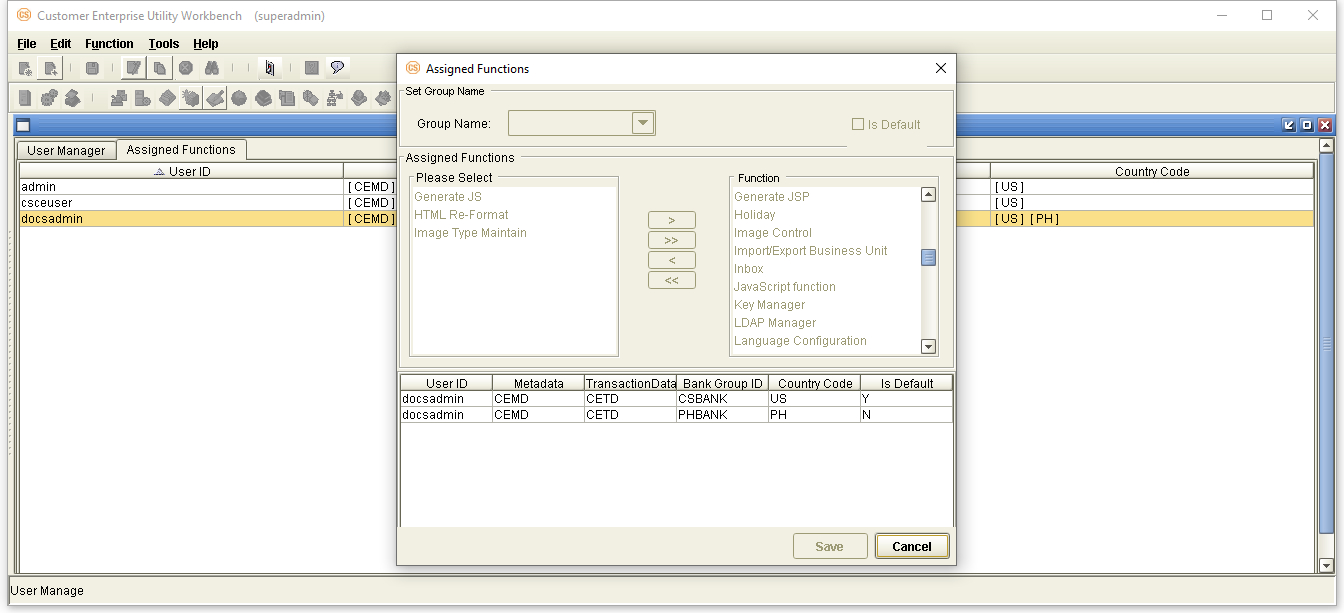 CS Customer Enterprise Utility Workbench (superadmin)
File Edit Function Tools Help
User Manager Assigned Functions
User ID Country Code
admin [ CEMD ] [ US ]
csceuser [ CEMD ] [ US ]
docsadmin [ CEMD ] [ US ] [ PH ]
CS Assigned Functions
Set Group Name
Group Name: Is Default
Assigned Functions
Please Select
Generate JS
HTML Re-Format
Image Type Maintain
>
>>
<
<<
Function
Generate JSP
Holiday
Image Control
Import/Export Business Unit
Inbox
JavaScript function
Key Manager
LDAP Manager
Language Configuration
User ID Metadata TransactionData Bank Group ID Country Code Is Default
docsadmin CEMD CETD CSBANK US Y
docsadmin CEMD CETD PHBANK PH N
Save Cancel
User Manage